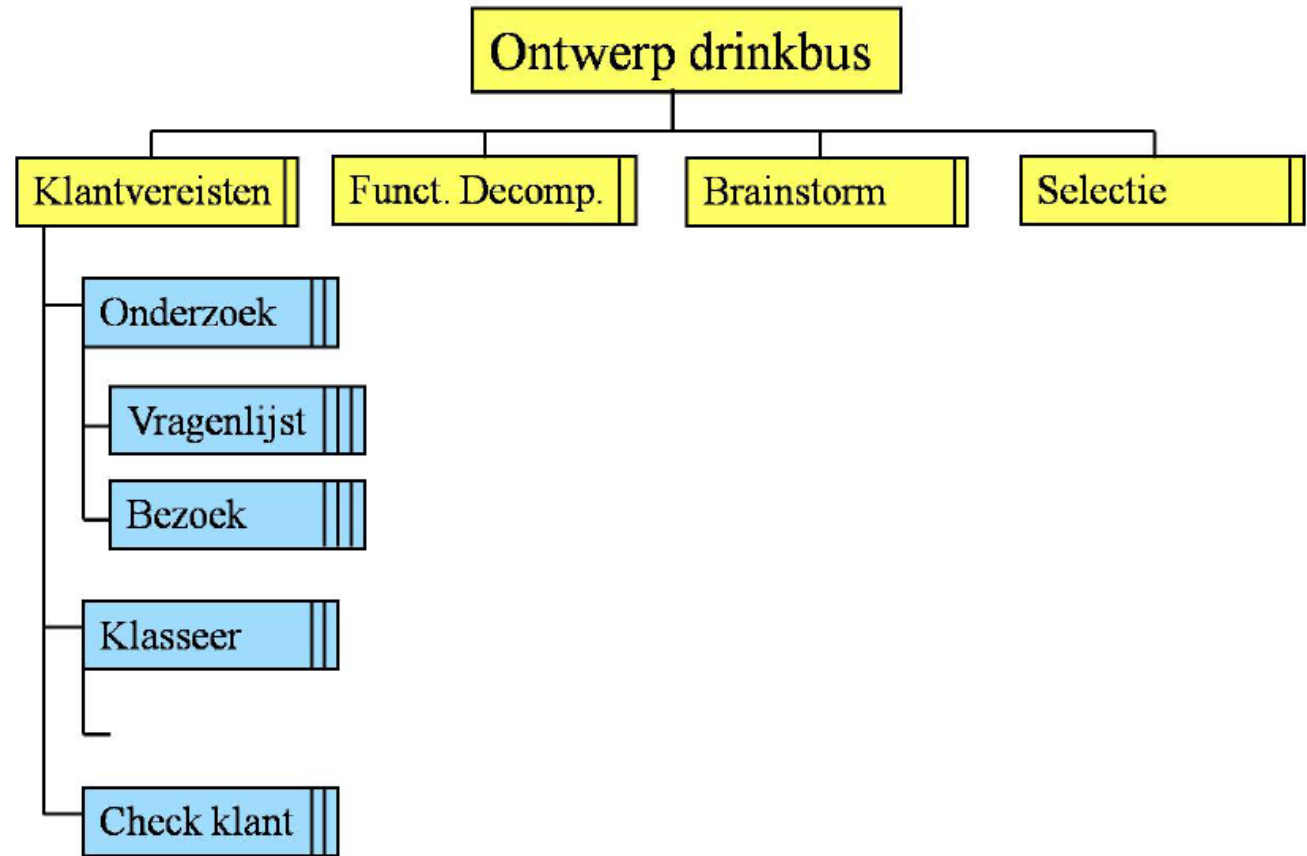 Ontwerp drinkbus
Klantvereisten
Funct. Decomp.
Brainstorm
Selectie
Onderzoek
Vragenlijst
Bezoek
Klasseer
Check klant